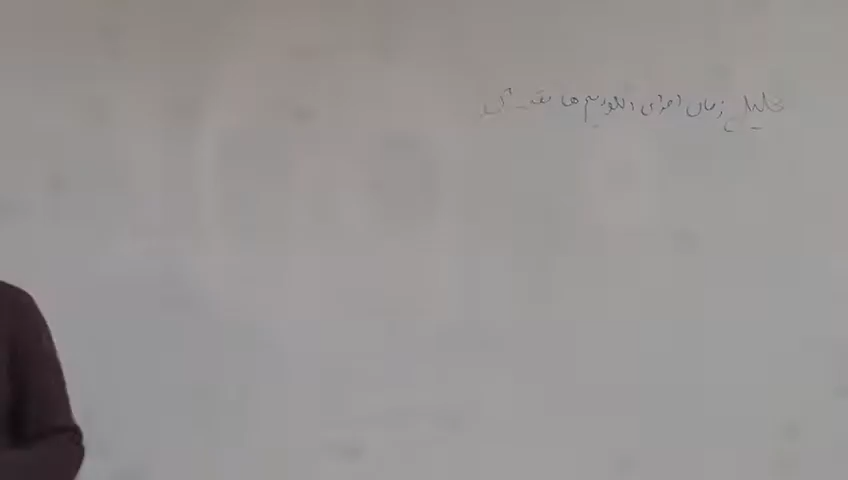 تحلیل زمان اجرای الگوریتم ها